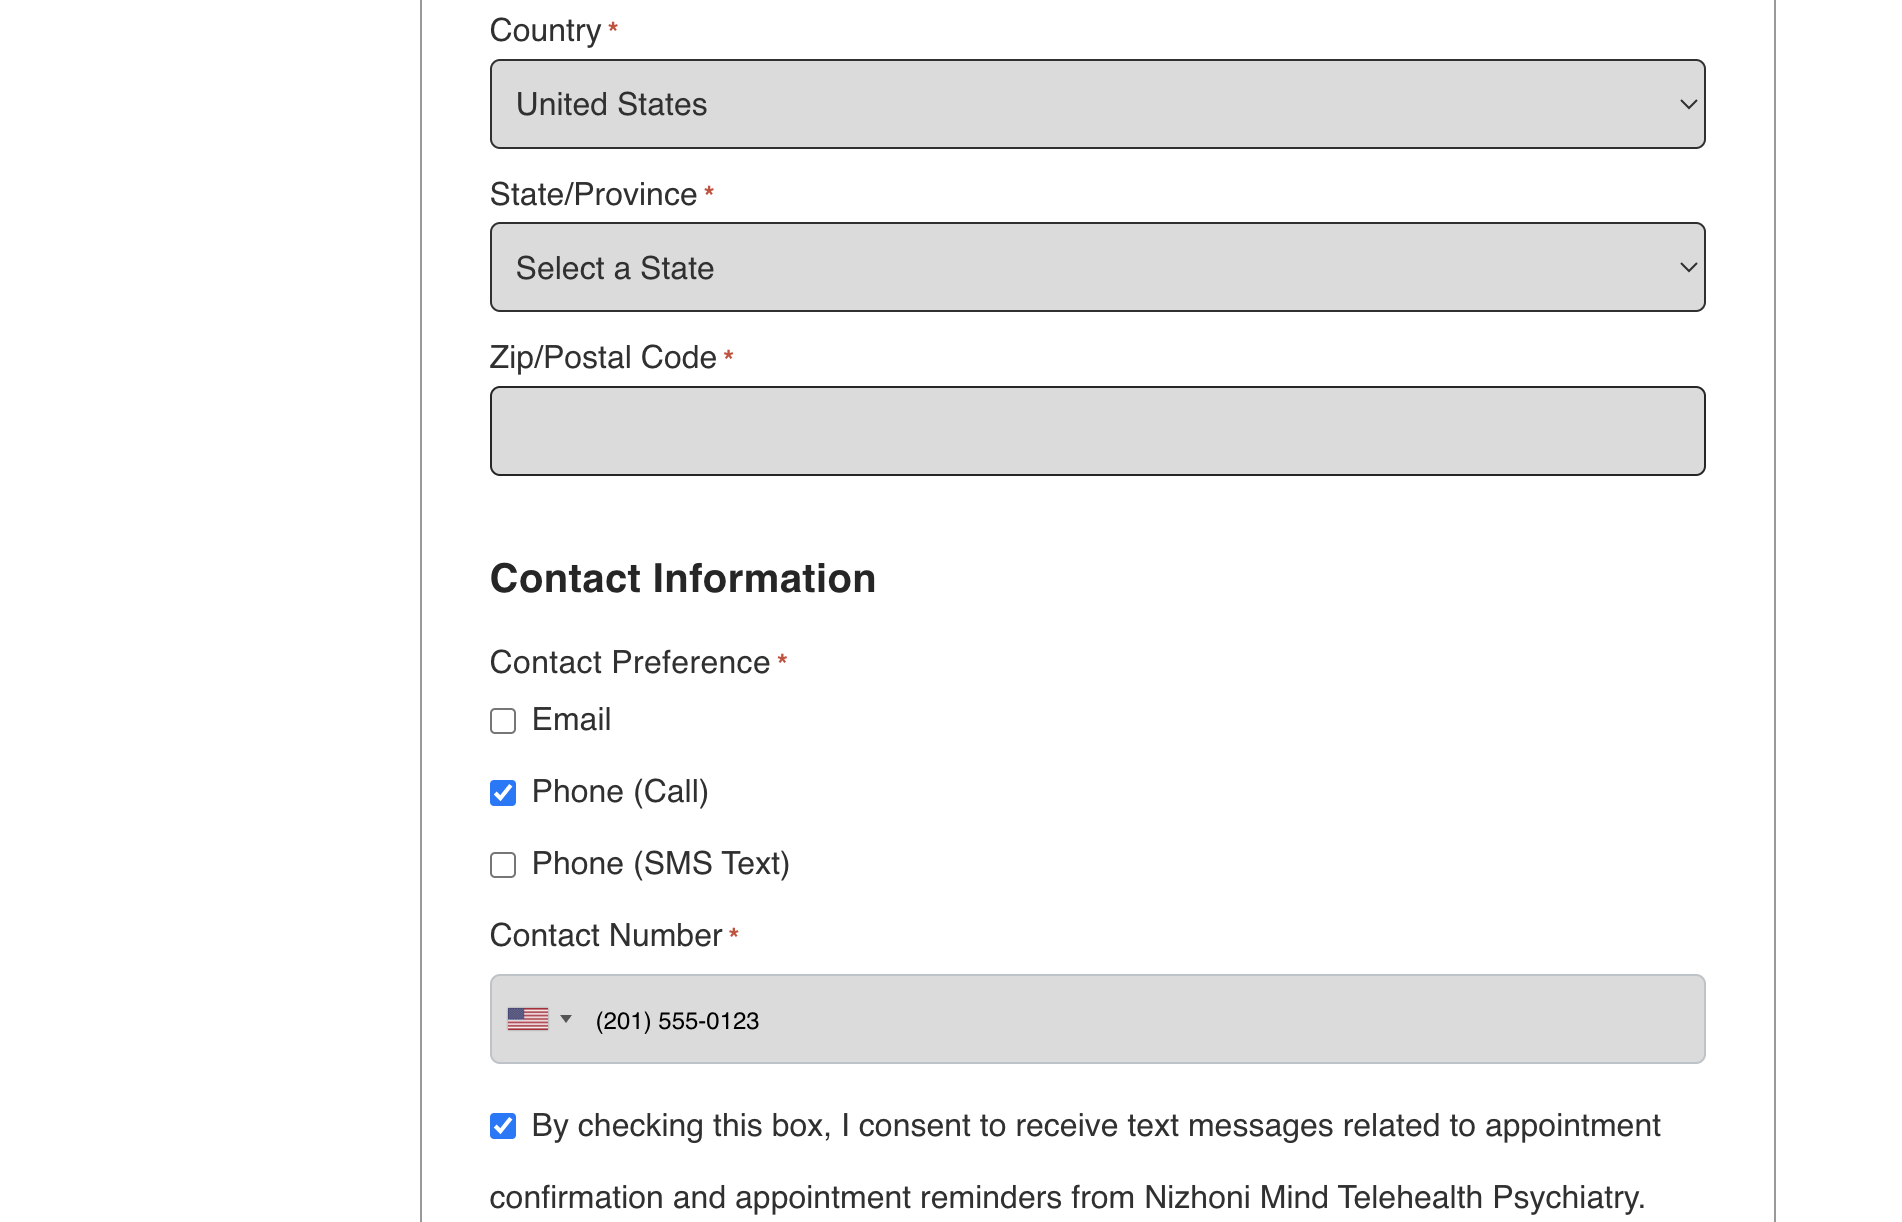 Country *
United States
State/Province *
Select a State
Zip/Postal Code *
Contact Information
Contact Preference *
Email
Phone (Call)
Phone (SMS Text)
Contact Number *
(201) 555-0123
By checking this box, I consent to receive text messages related to appointment
confirmation and appointment reminders from Nizhoni Mind Telehealth Psychiatry.